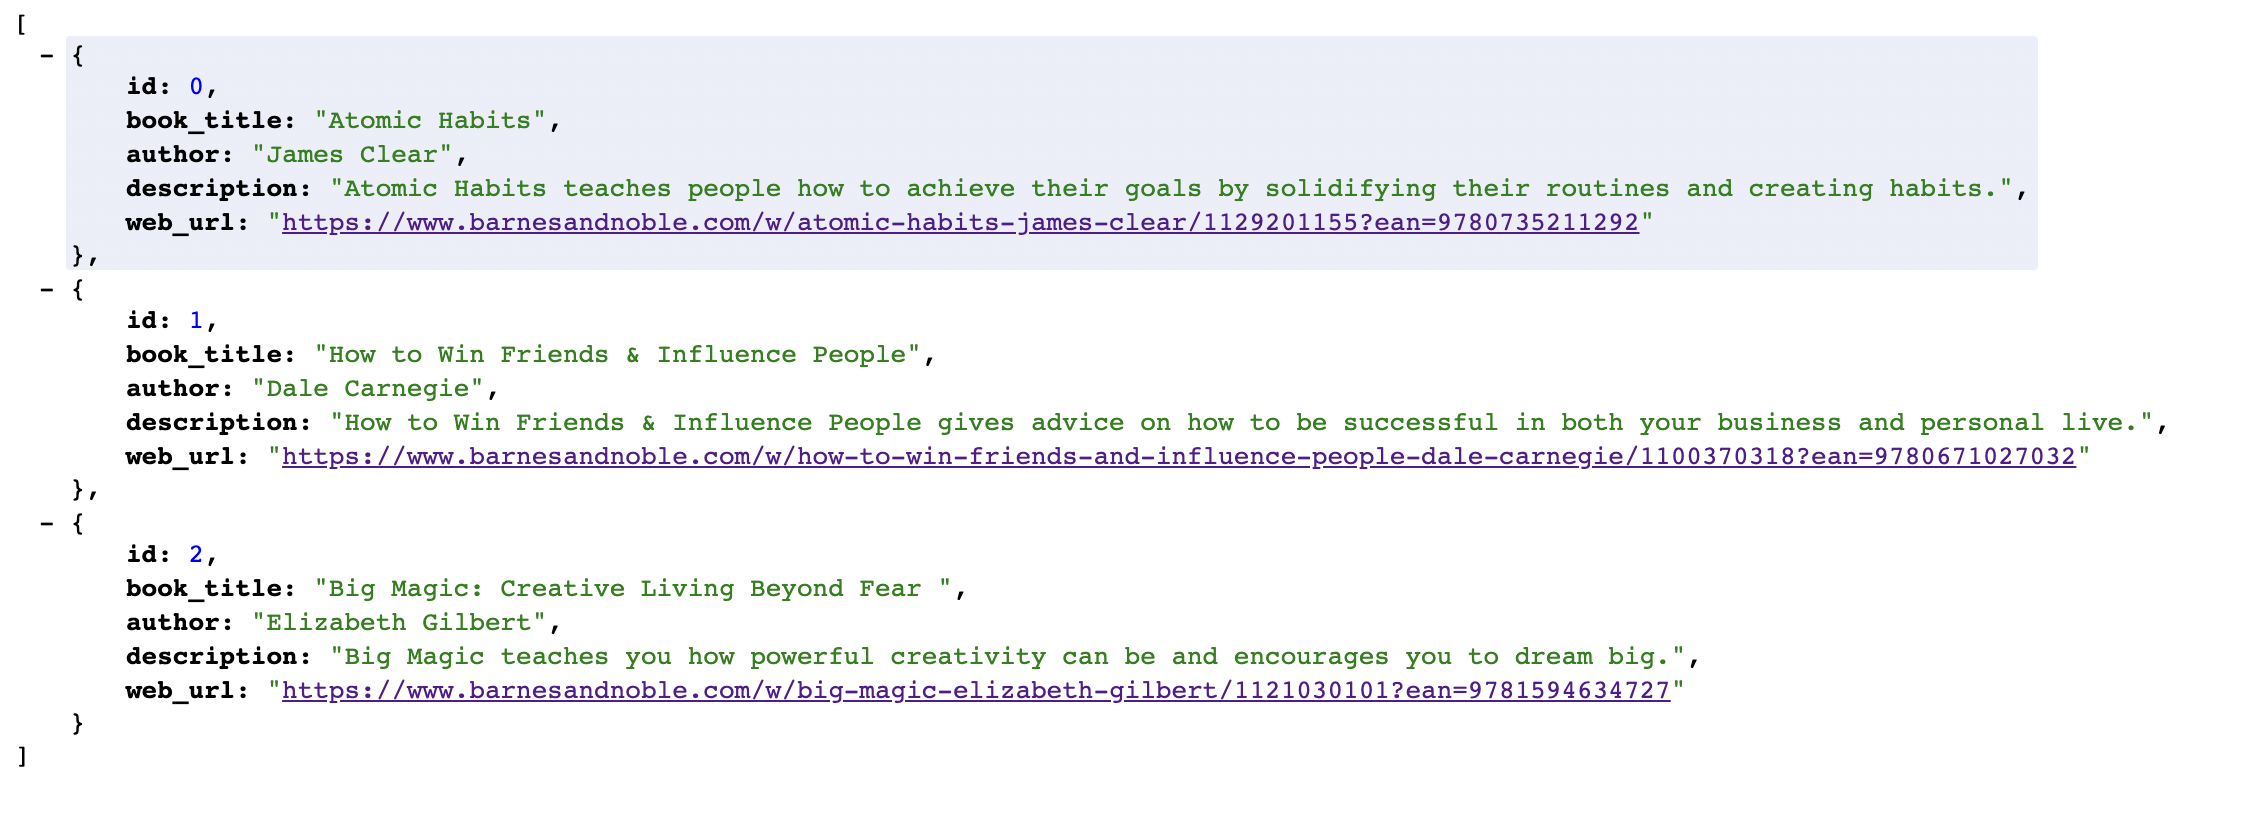 [
- {
id: 0,
book_title: "Atomic Habits",
author: "James Clear",
description: "Atomic Habits teaches people how to achieve their goals by solidifying their routines and creating habits.",
web_url: "https://www.barnesandnoble.com/w/atomic-habits-james-clear/1129201155?ean=9780735211292"
},
- {
id: 1,
book_title: "How to Win Friends & Influence People",
author: "Dale Carnegie",
description: "How to Win Friends & Influence People gives advice on how to be successful in both your business and personal live.",
web_url: "https://www.barnesandnoble.com/w/how-to-win-friends-and-influence-people-dale-carnegie/1100370318?ean=9780671027032"
},
- {
id: 2,
book_title: "Big Magic: Creative Living Beyond Fear ",
author: "Elizabeth Gilbert",
description: "Big Magic teaches you how powerful creativity can be and encourages you to dream big.",
web_url: "https://www.barnesandnoble.com/w/big-magic-elizabeth-gilbert/1121030101?ean=9781594634727"
}
]